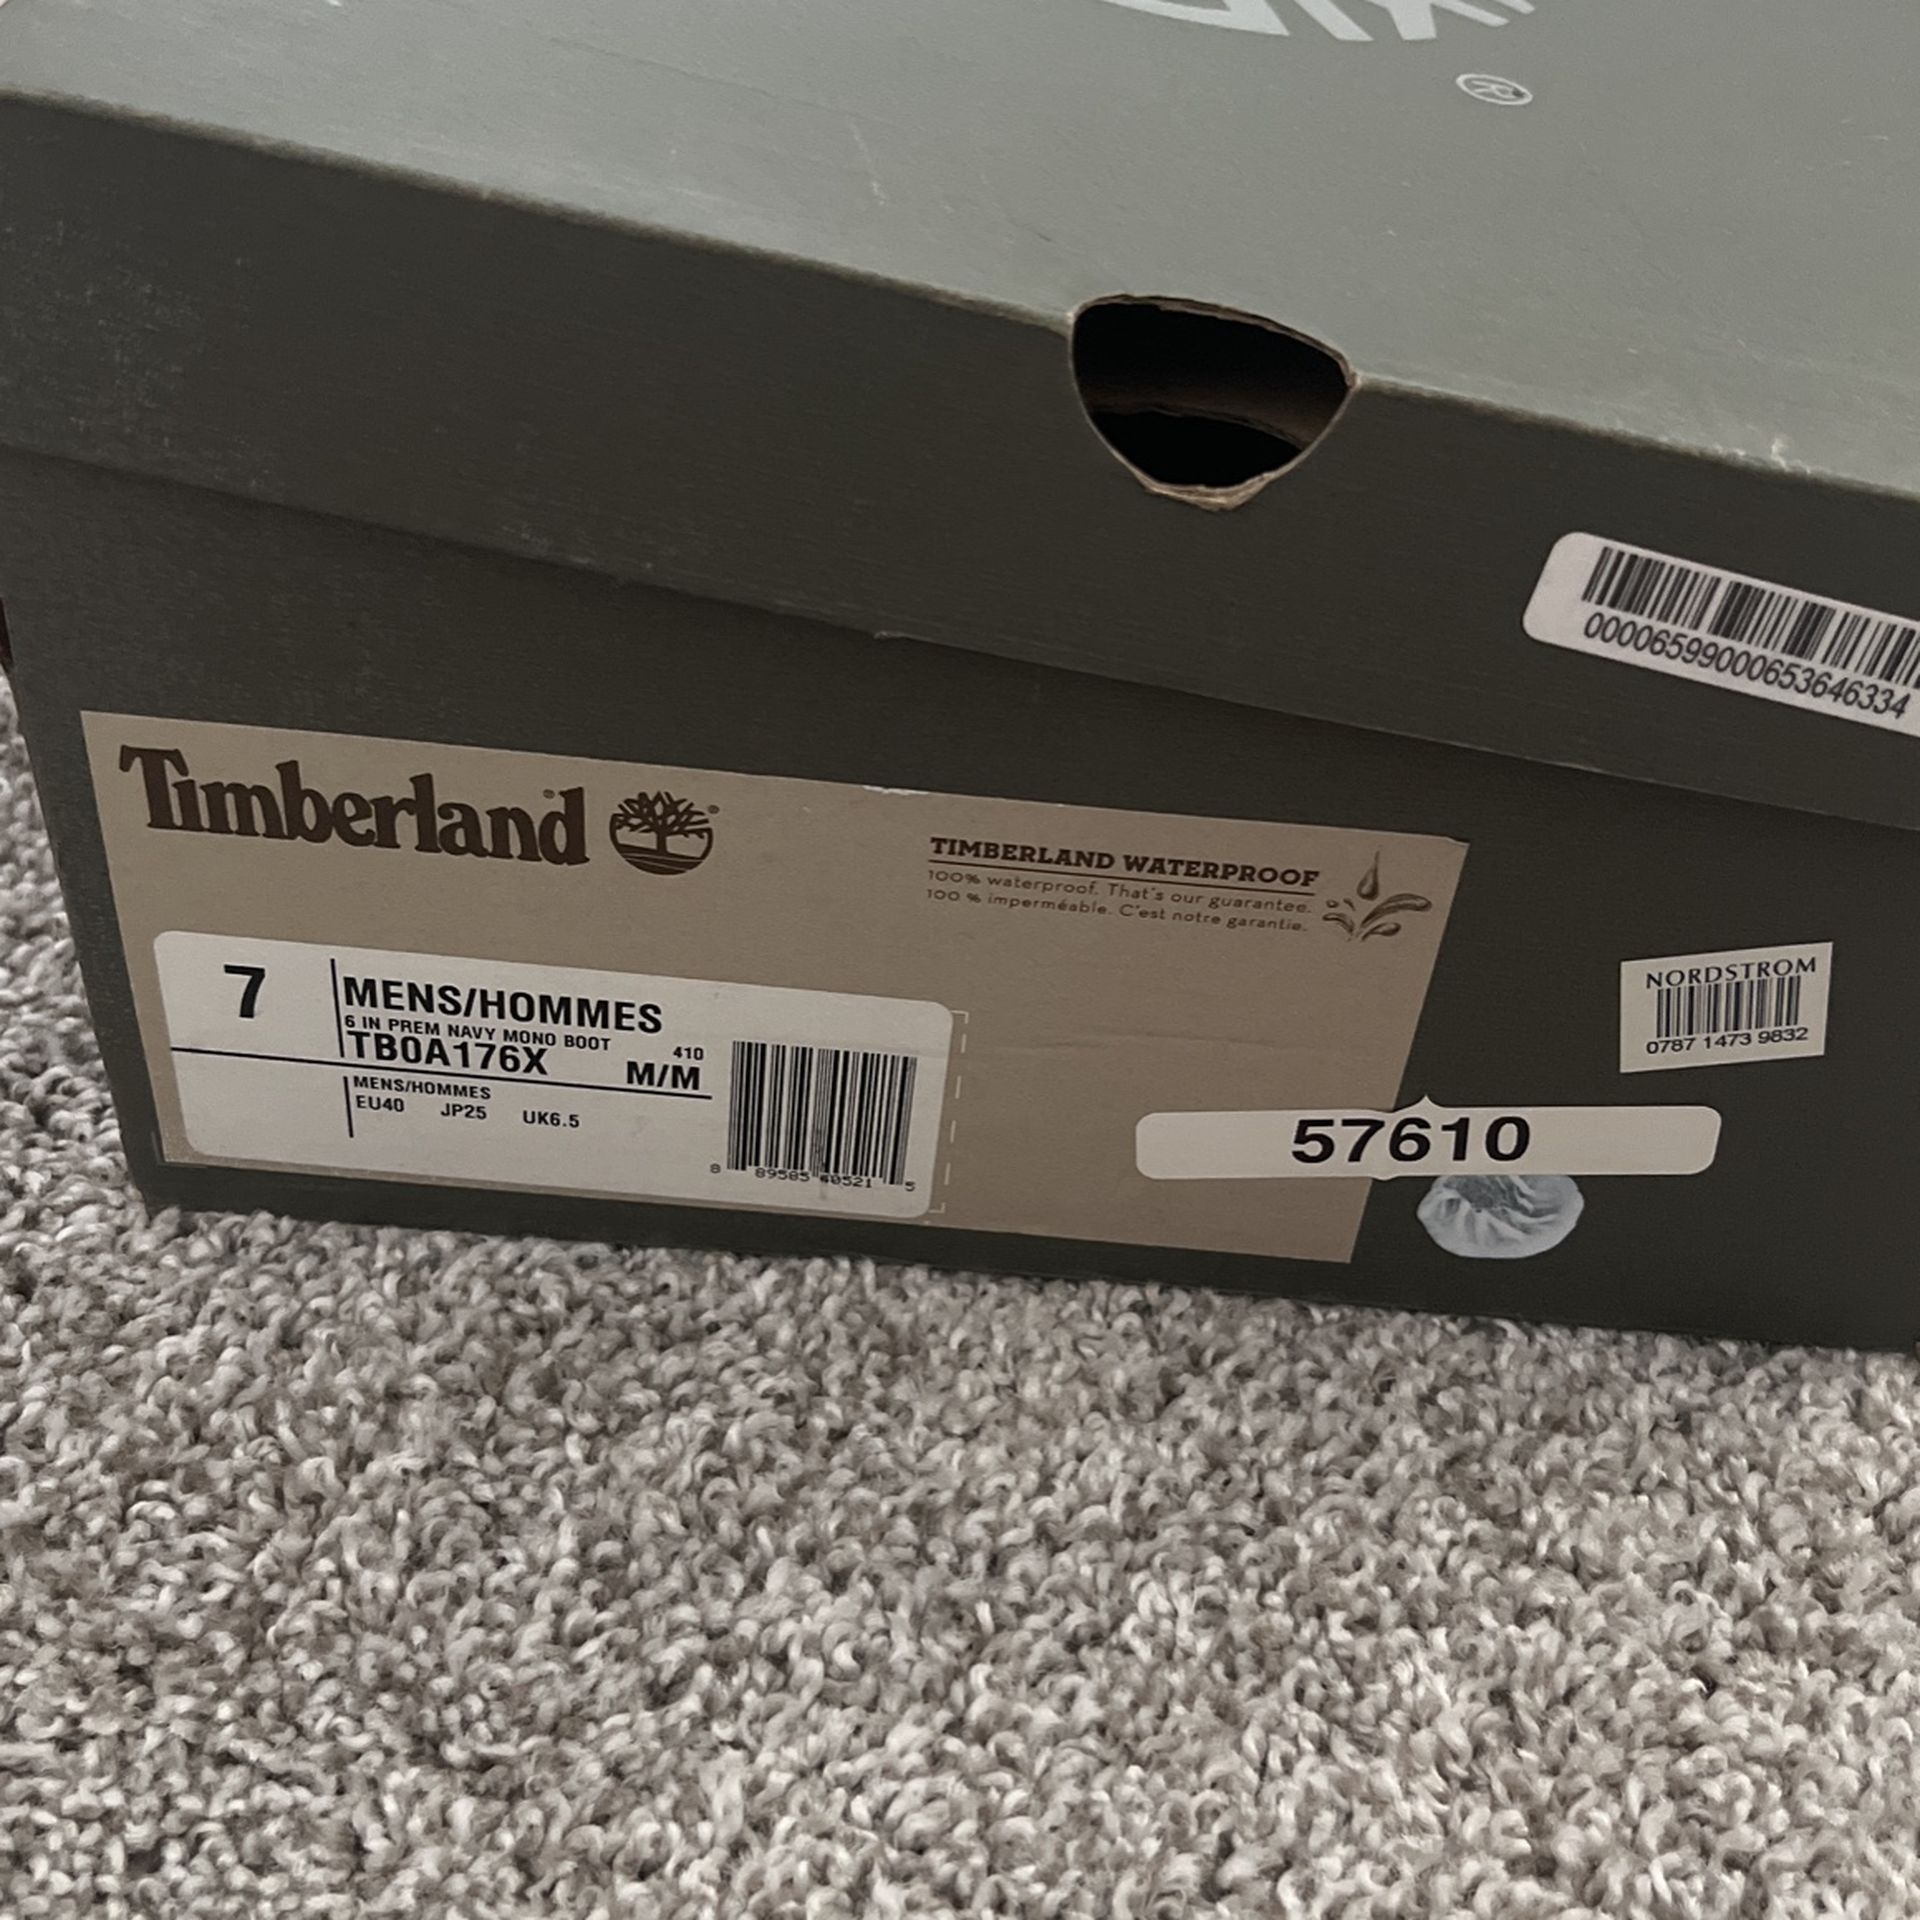 ®
00006599000653646334
Timberland®
TIMBERLAND WATERPROOF
100% waterproof. That's our guarantee.
100 % imperméable. C'est notre garantie.
NORDSTROM
0787 1473 9832
7
MENS/HOMMES
6 IN PREM NAVY MONO BOOT
TB0A176X
410
M/M
MENS/HOMMES
EU40 JP25 UK6.5
8 89585 40521 5
57610